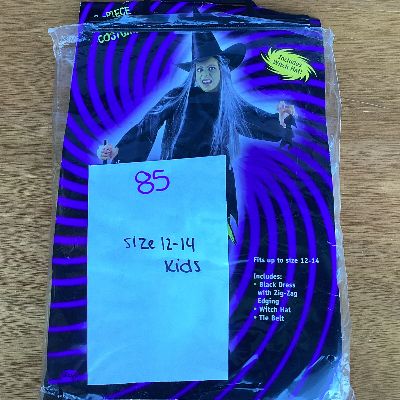 -PIECE
COSTU
Includes
Witch Hat!
85
Size 12-14
Kids
Fits up to size 12-14
Includes:
• Black Dress
with Zig-Zag
Edging
• Witch Hat
• Tie Belt